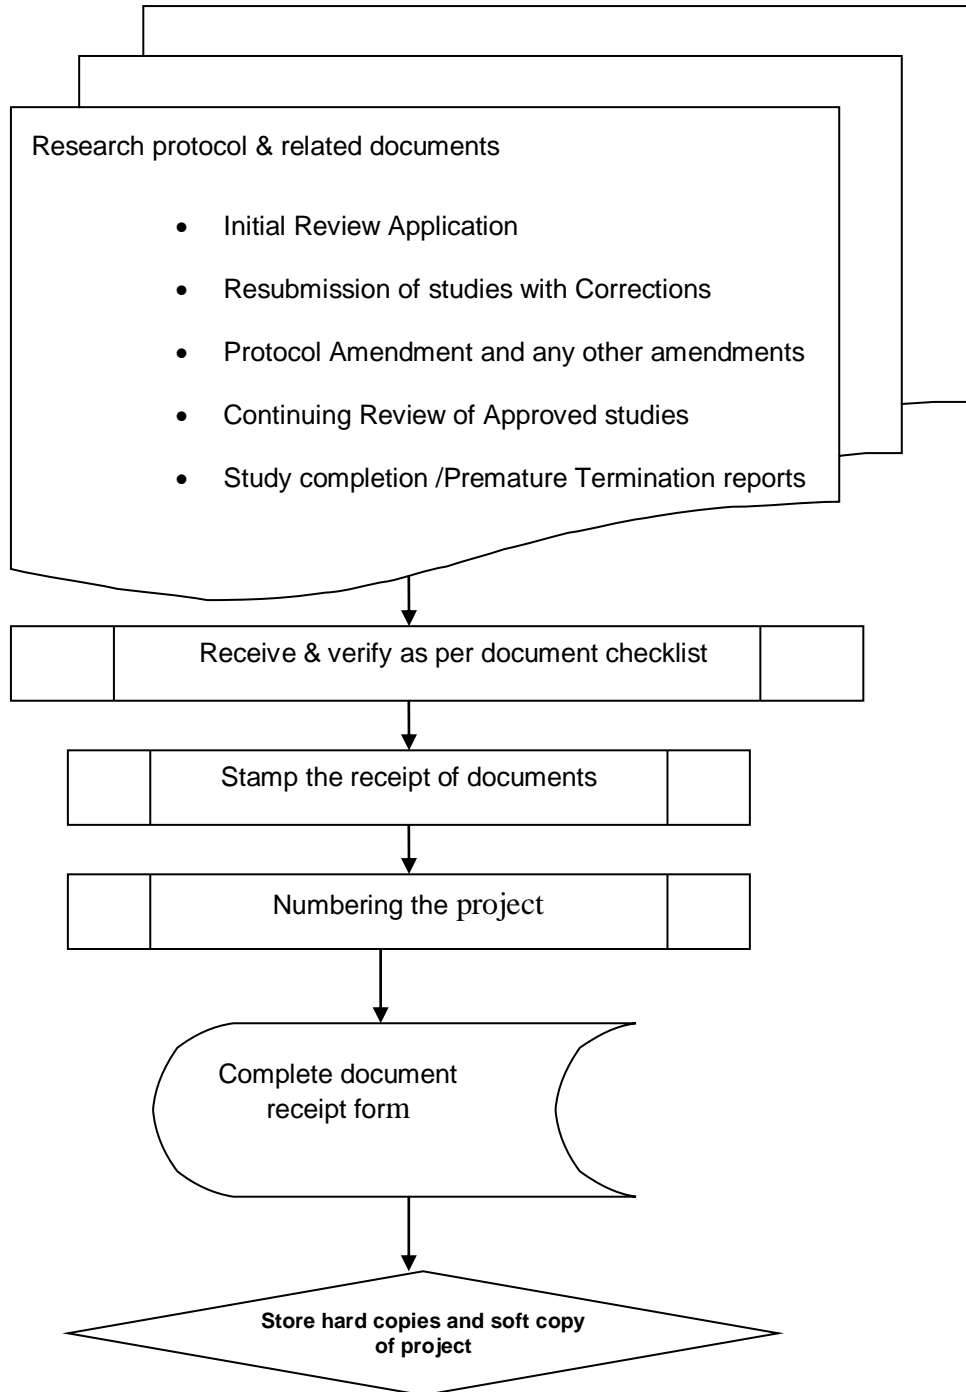 Research protocol & related documents
• Initial Review Application
• Resubmission of studies with Corrections
• Protocol Amendment and any other amendments
• Continuing Review of Approved studies
• Study completion /Premature Termination reports
Receive & verify as per document checklist
Stamp the receipt of documents
Numbering the project
Complete document
receipt form
Store hard copies and soft copy
of project